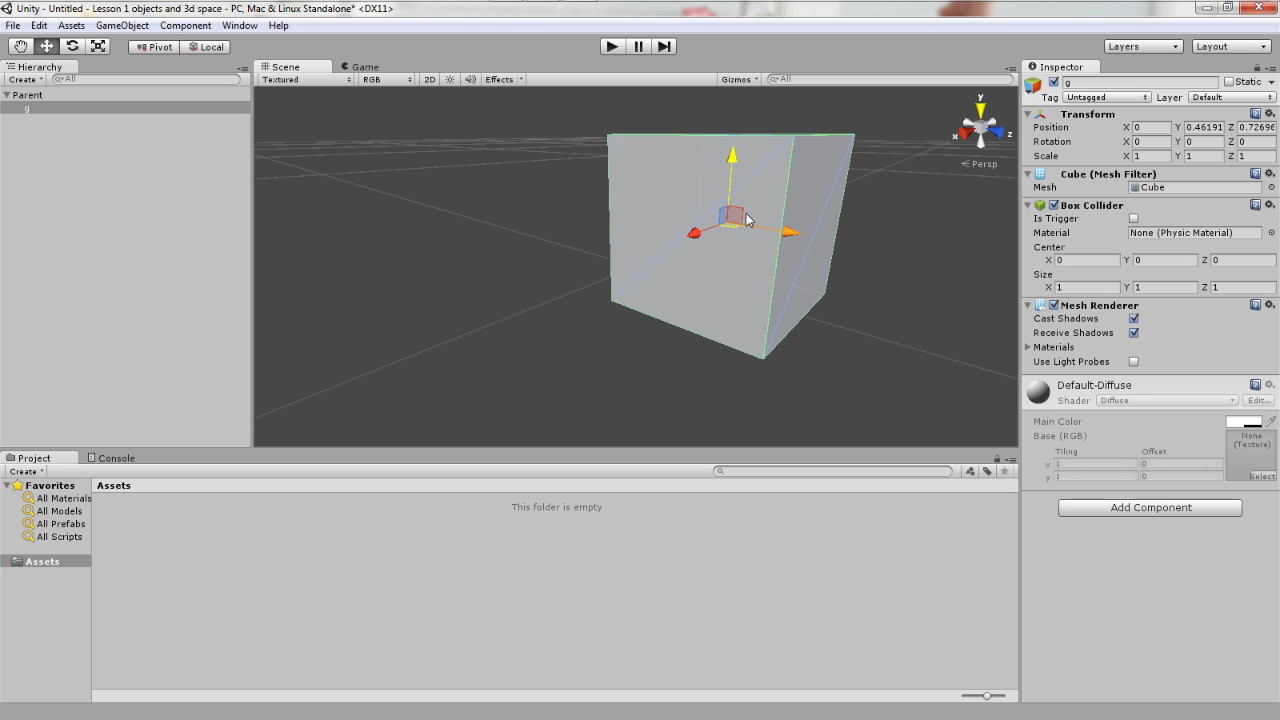 Unity - Untitled - Lesson 1 objects and 3d space - PC, Mac & Linux Standalone* <DX11>
File Edit Assets GameObject Component Window Help
Pivot Local Layers Layout
Hierarchy
Create All
Parent
g
Scene Game
Textured RGB 2D Effects Gizmos All
y
x z
Persp
Inspector
g Static
Tag Untagged Layer Default
Transform
Position X 0 Y 0.46191 Z 0.72696
Rotation X 0 Y 0 Z 0
Scale X 1 Y 1 Z 1
Cube (Mesh Filter)
Mesh Cube
Box Collider
Is Trigger
Material None (Physic Material)
Center
X 0 Y 0 Z 0
Size
X 1 Y 1 Z 1
Mesh Renderer
Cast Shadows
Receive Shadows
Materials
Use Light Probes
Default-Diffuse
Shader Diffuse Edit...
Main Color
Base (RGB) None (Texture)
Tiling Offset
x 1 0
y 1 0 Select
Add Component
Project Console
Create
Favorites
All Materials
All Models
All Prefabs
All Scripts
Assets
Assets
This folder is empty